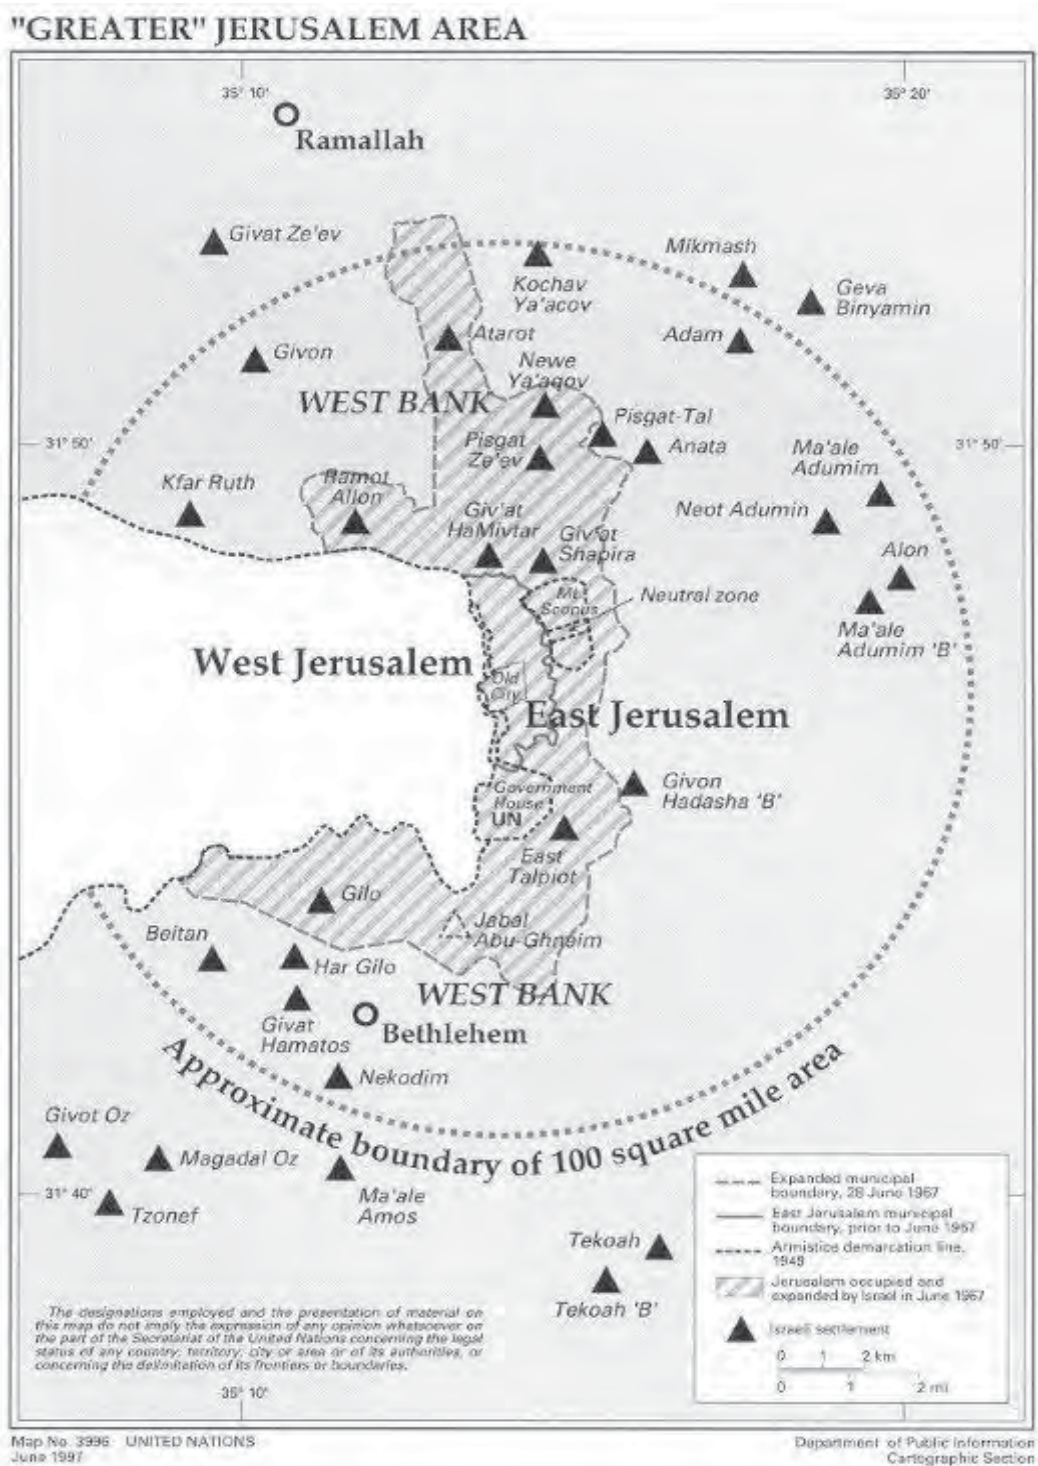 "GREATER" JERUSALEM AREA
35° 10'
35° 20'
Ramallah
Givat Ze'ev
Mikmash
Kochav
Ya'acov
Geva
Binyamin
Atarot
Adam
Givon
Newe
Ya'aqov
WEST BANK
Pisgat-Tal
31° 50'
Pisgat
Ze'ev
Anata
Ma'ale
Adumim
31° 50'
Kfar Ruth
Ramot
Allon
Giv'at
HaMivtar
Neot Adumin
Giv'at
Shapira
Alon
Mt.
Scopus
Neutral zone
Ma'ale
Adumim 'B'
West Jerusalem
Old
City
East Jerusalem
Givon
Hadasha 'B'
Government
House
UN
East
Talpiot
Gilo
Jabal
Abu-Ghneim
Beitan
Har Gilo
WEST BANK
Givat
Hamatos
Bethlehem
Nekodim
Approximate boundary of 100 square mile area
Givot Oz
Magadal Oz
31° 40'
Tzonef
Ma'ale
Amos
Tekoah
Tekoah 'B'
Expanded municipal
boundary, 28 June 1967
East Jerusalem municipal
boundary, prior to June 1967
Armistice demarcation line,
1949
Jerusalem occupied and
expanded by Israel in June 1967
Israeli settlement
0 1 2 km
0 1 2 mi
The designations employed and the presentation of material on
this map do not imply the expression of any opinion whatsoever on
the part of the Secretariat of the United Nations concerning the legal
status of any country, territory, city or area or of its authorities, or
concerning the delimitation of its frontiers or boundaries.
35° 10'
Map No. 3996 UNITED NATIONS
June 1997
Department of Public Information
Cartographic Section